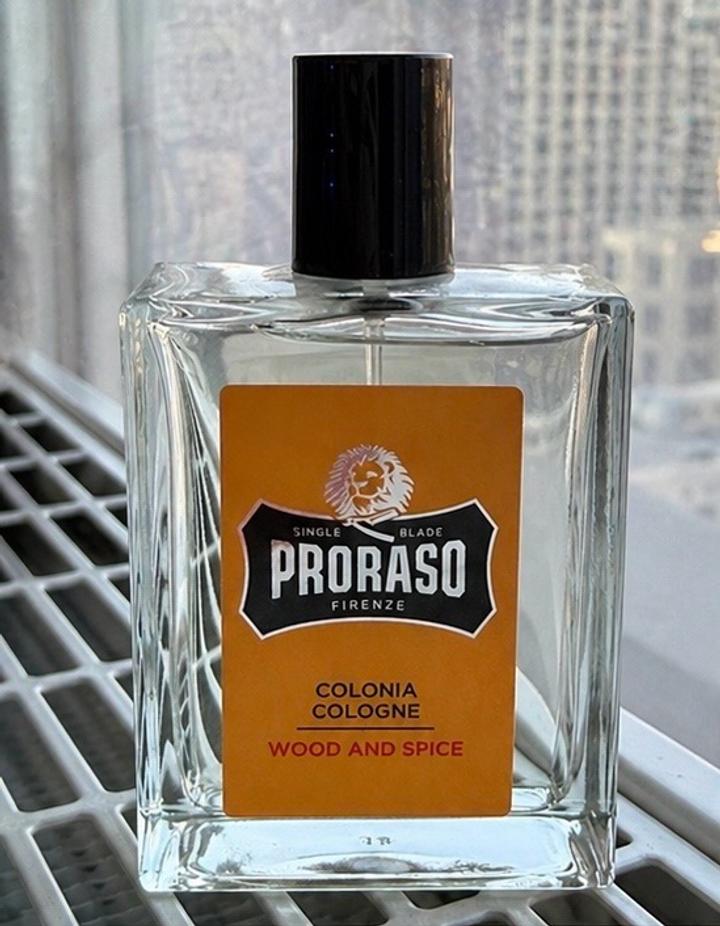 SINGLE BLADE
PRORASO
FIRENZE
COLONIA
COLOGNE
WOOD AND SPICE